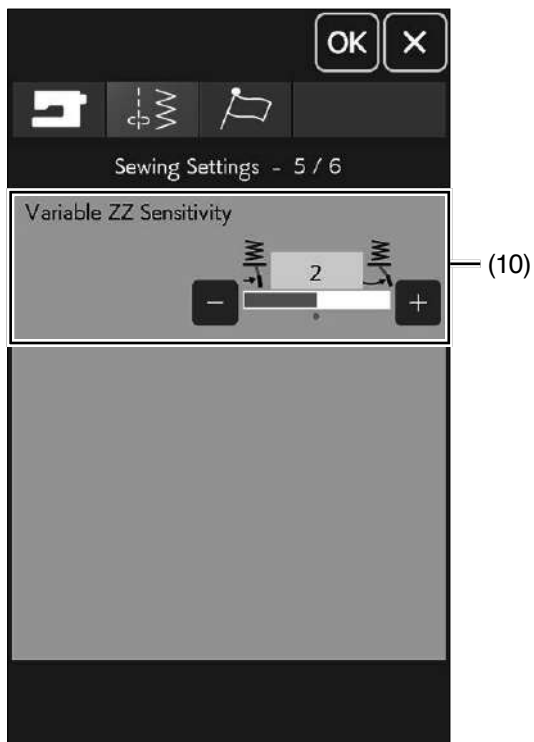 OK ×
Sewing Settings - 5 / 6
Variable ZZ Sensitivity
2
− +
(10)